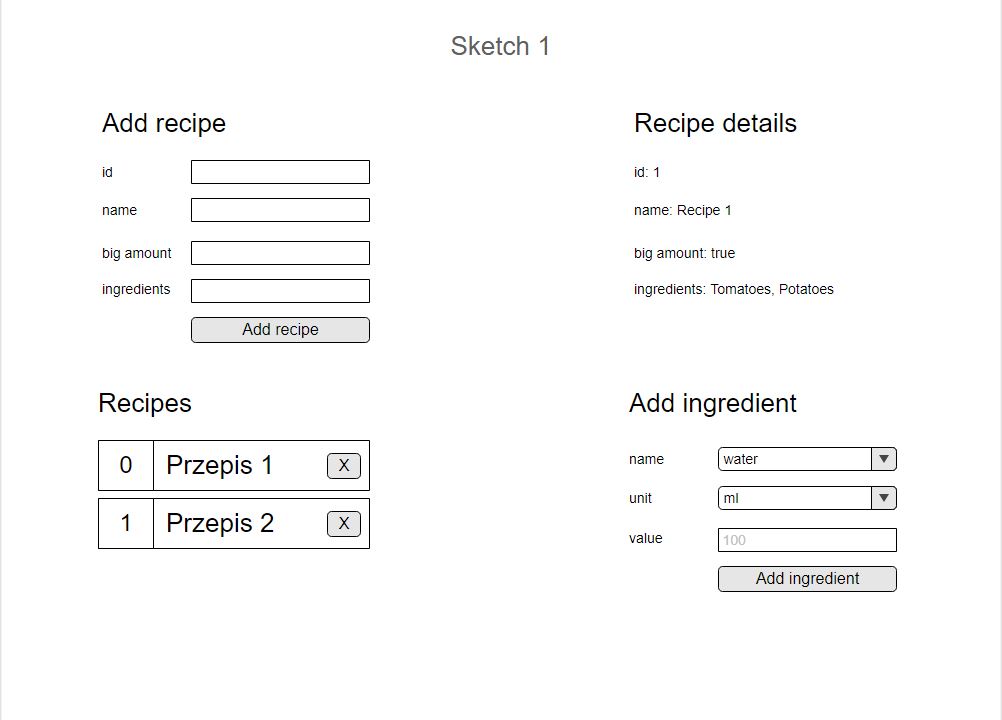 Sketch 1
Add recipe
id
name
big amount
ingredients
Add recipe
Recipe details
id: 1
name: Recipe 1
big amount: true
ingredients: Tomatoes, Potatoes
Recipes
0 Przepis 1 X
1 Przepis 2 X
Add ingredient
name water
unit ml
value 100
Add ingredient